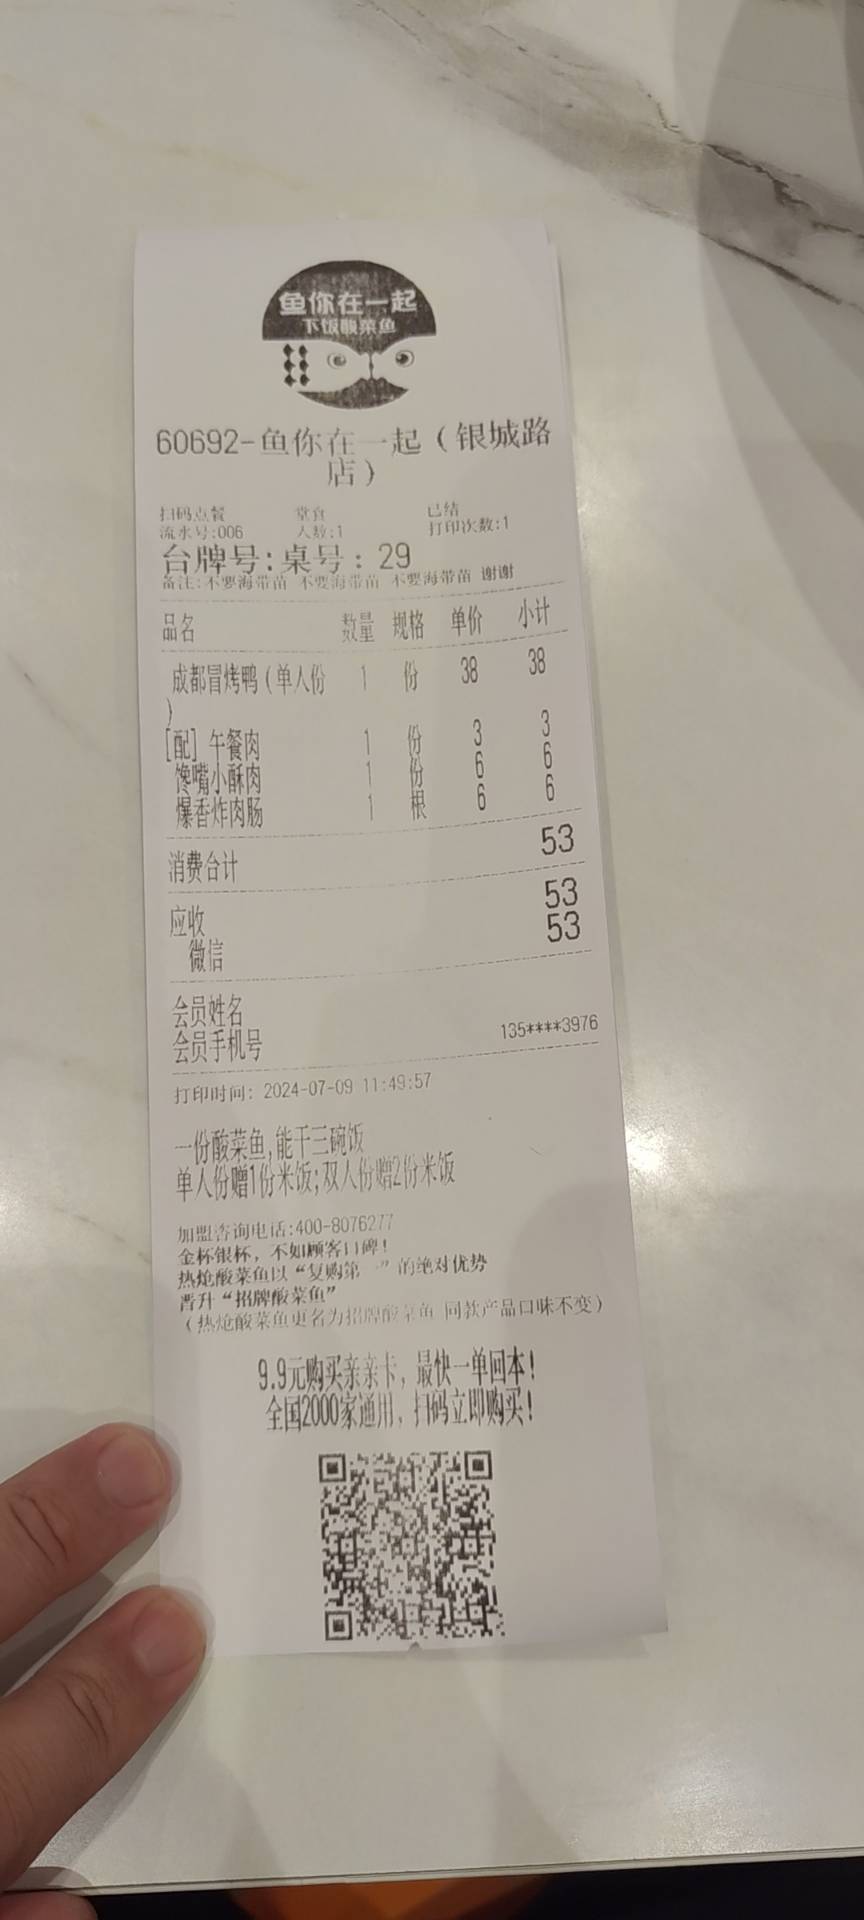 鱼你在一起
下饭酸菜鱼
60692-鱼你在一起（银城路
店）
扫码点餐 堂食 已结
流水号:006 人数:1 打印次数:1
台牌号:桌号：29
备注:不要海带苗 不要海带苗 不要海带苗 谢谢
品名 数量 规格 单价 小计
成都冒烤鸭（单人份 1 份 38 38
）
[配] 午餐肉 1 份 3 3
馋嘴小酥肉 1 份 6 6
爆香炸肉肠 1 根 6 6
消费合计 53
应收 53
微信 53
会员姓名
会员手机号 135****3976
打印时间: 2024-07-09 11:49:57
一份酸菜鱼,能干三碗饭
单人份赠1份米饭;双人份赠2份米饭
加盟咨询电话:400-8076277
金杯银杯，不如顾客口碑！
热炝酸菜鱼以“复购第一”的绝对优势
晋升“招牌酸菜鱼”
（热炝酸菜鱼更名为招牌酸菜鱼 同款产品口味不变）
9.9元购买亲亲卡，最快一单回本！
全国2000家通用，扫码立即购买！